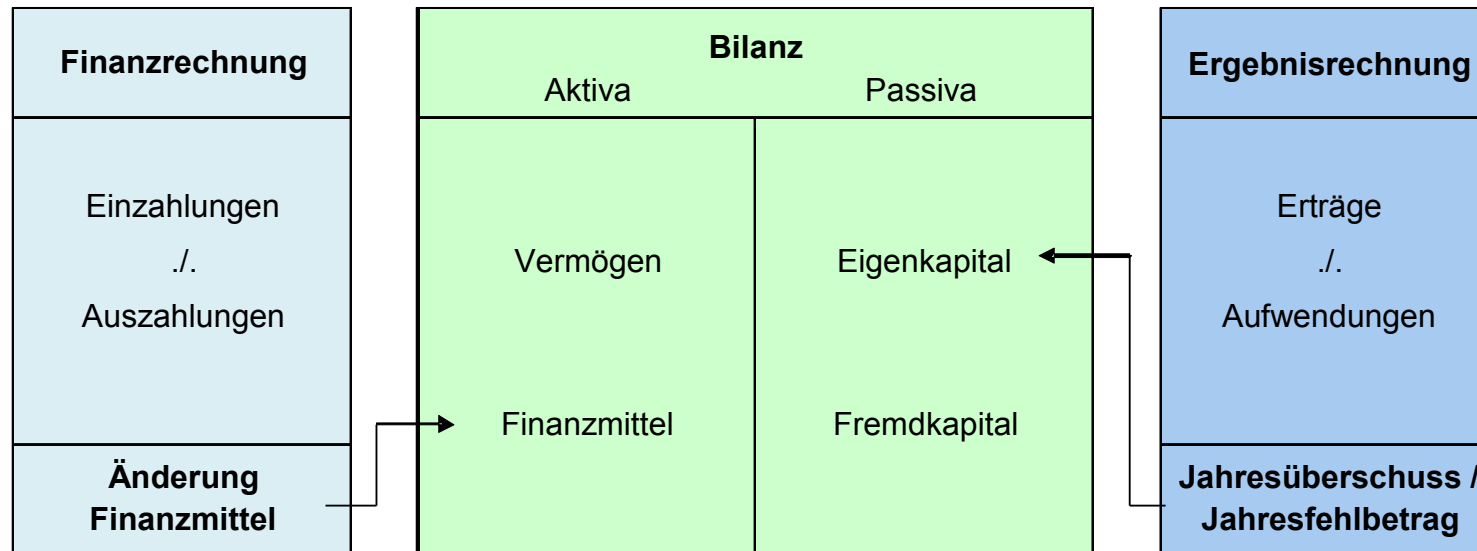 Finanzrechnung
Einzahlungen
./.
Auszahlungen
Änderung
Finanzmittel
Bilanz
Aktiva
Passiva
Vermögen
Eigenkapital
Finanzmittel
Fremdkapital
Ergebnisrechnung
Erträge
./.
Aufwendungen
Jahresüberschuss /
Jahresfehlbetrag